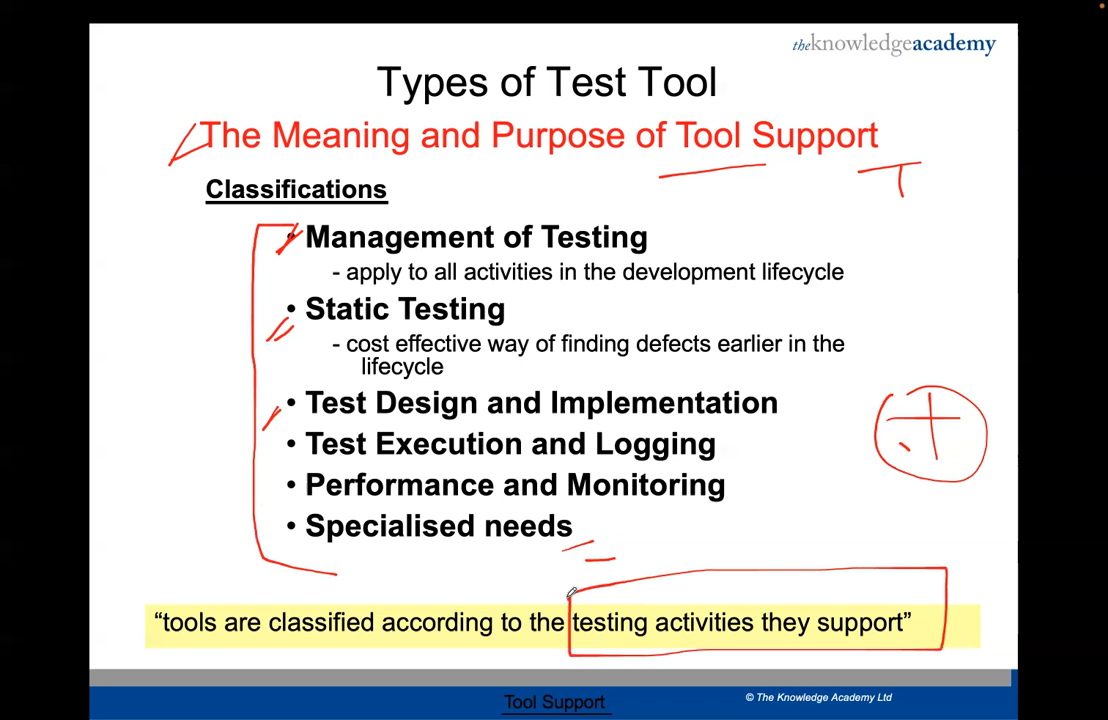 theknowledgeacademy
Types of Test Tool
The Meaning and Purpose of Tool Support
Classifications
• Management of Testing
- apply to all activities in the development lifecycle
• Static Testing
- cost effective way of finding defects earlier in the
lifecycle
• Test Design and Implementation
• Test Execution and Logging
• Performance and Monitoring
• Specialised needs
“tools are classified according to the testing activities they support”
Tool Support
© The Knowledge Academy Ltd